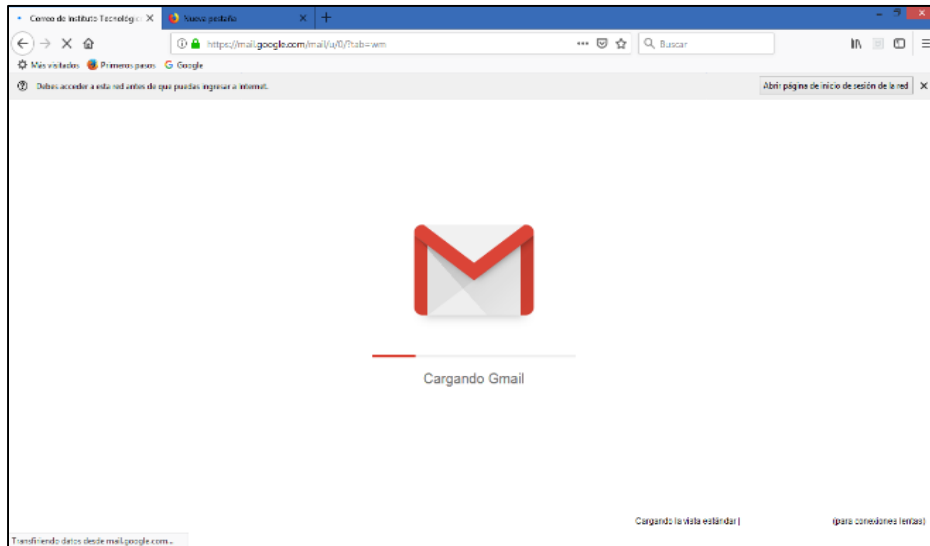 Correo de Instituto Tecnológic
Nueva pestaña
https://mail.google.com/mail/u/0/?tab=wm
Buscar
Más visitados Primeros pasos Google
Debes acceder a esta red antes de que puedas ingresar a internet.
Abrir página de inicio de sesión de la red
Cargando Gmail
Cargando la vista estándar | (para conexiones lentas)
Transfiriendo datos desde mail.google.com...